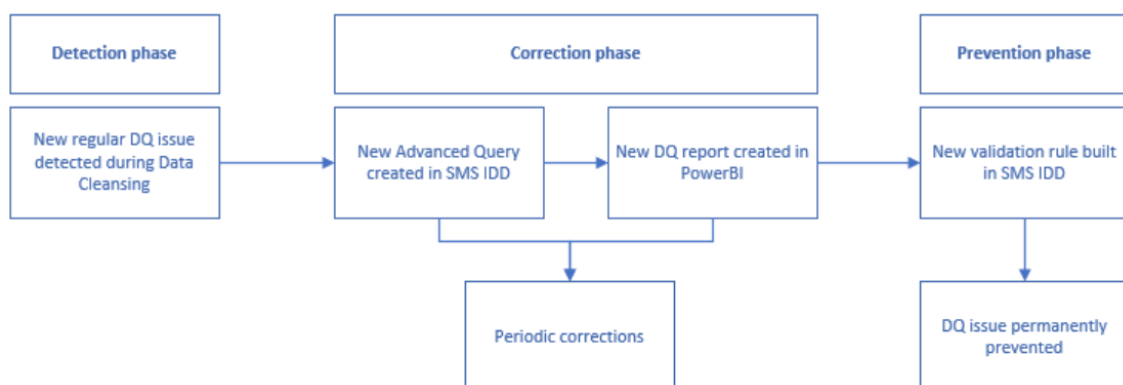 Detection phase
Correction phase
Prevention phase
New regular DQ issue
detected during Data
Cleansing
New Advanced Query
created in SMS IDD
New DQ report created in
PowerBI
New validation rule built
in SMS IDD
Periodic corrections
DQ issue permanently
prevented